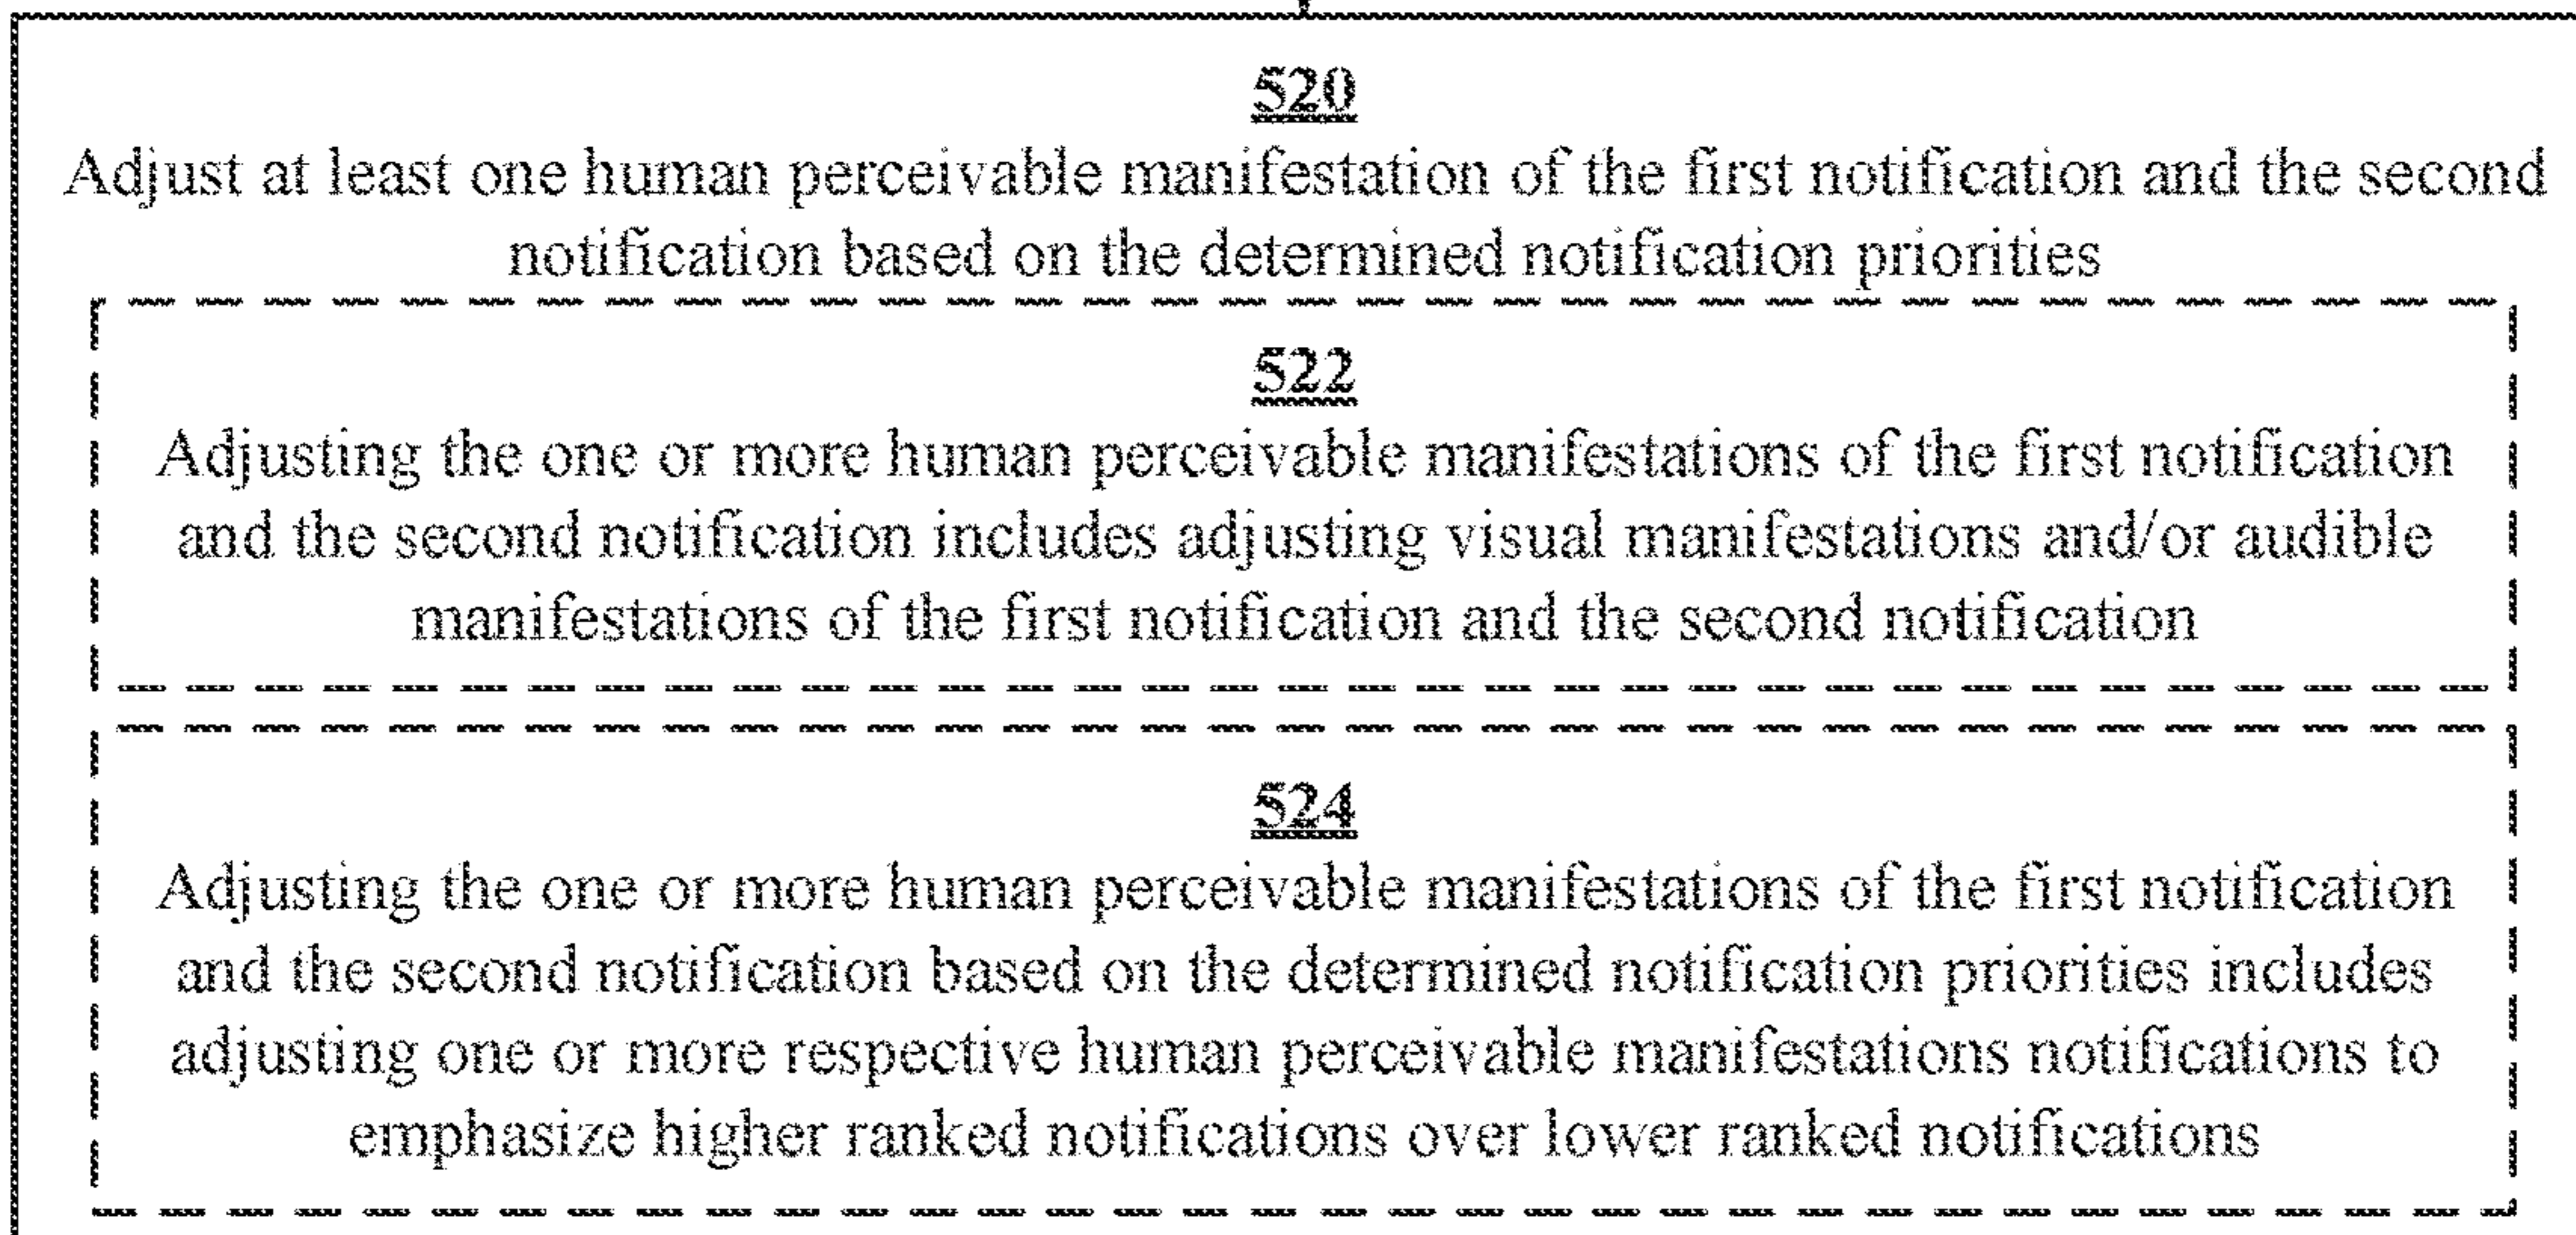 520
Adjust at least one human perceivable manifestation of the first notification and the second
notification based on the determined notification priorities
522
Adjusting the one or more human perceivable manifestations of the first notification
and the second notification includes adjusting visual manifestations and/or audible
manifestations of the first notification and the second notification
524
Adjusting the one or more human perceivable manifestations of the first notification
and the second notification based on the determined notification priorities includes
adjusting one or more respective human perceivable manifestations notifications to
emphasize higher ranked notifications over lower ranked notifications